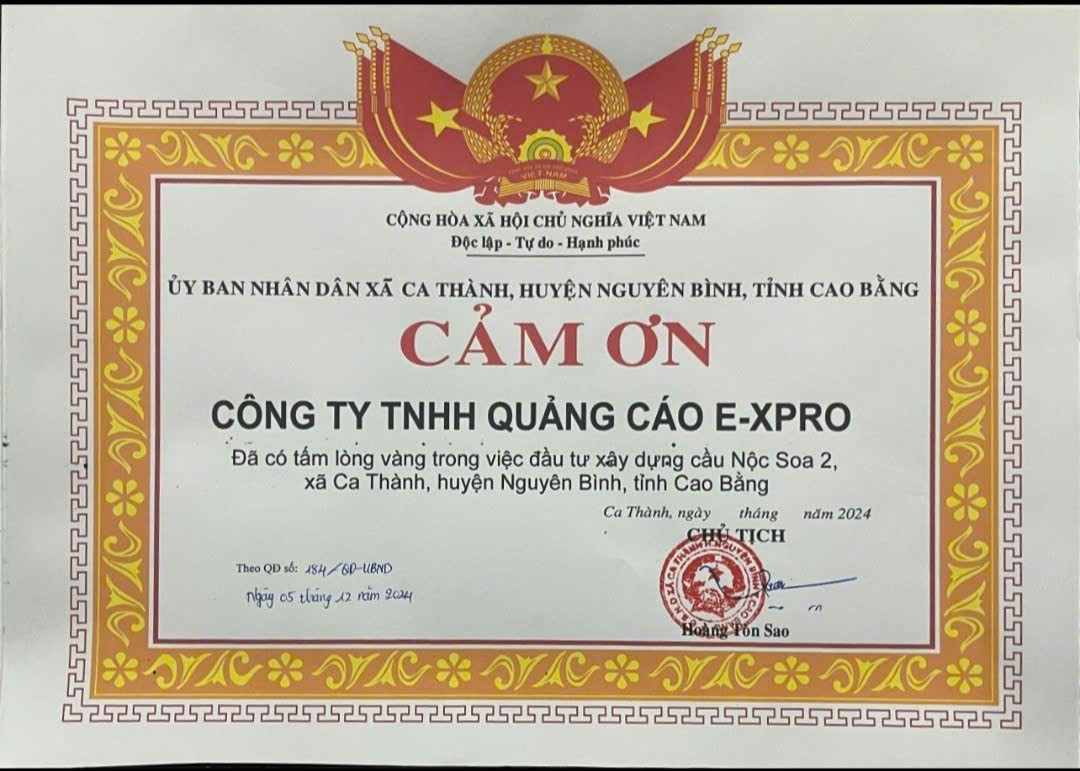 VIỆT NAM
CỘNG HÒA XÃ HỘI CHỦ NGHĨA VIỆT NAM
Độc lập - Tự do - Hạnh phúc
ỦY BAN NHÂN DÂN XÃ CA THÀNH, HUYỆN NGUYÊN BÌNH, TỈNH CAO BẰNG
CẢM ƠN
CÔNG TY TNHH QUẢNG CÁO E-XPRO
Đã có tấm lòng vàng trong việc đầu tư xây dựng cầu Nộc Soa 2,
xã Ca Thành, huyện Nguyên Bình, tỉnh Cao Bằng
Ca Thành, ngày tháng năm 2024
CHỦ TỊCH
Theo QĐ số: 184/QĐ-UBND
Ngày 05 tháng 12 năm 2024
Hoàng Tòn Sao